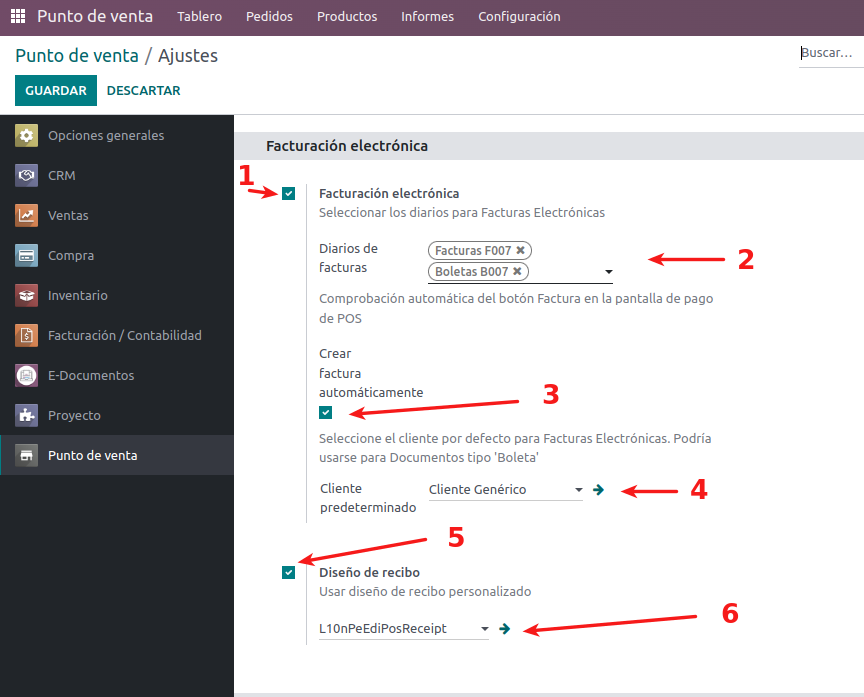 Punto de venta Tablero Pedidos Productos Informes Configuración
Punto de venta / Ajustes
Buscar...
GUARDAR DESCARTAR
Opciones generales
CRM
Ventas
Compra
Inventario
Facturación / Contabilidad
E-Documentos
Proyecto
Punto de venta
Facturación electrónica
1
Facturación electrónica
Seleccionar los diarios para Facturas Electrónicas
Diarios de
facturas
Facturas F007 ✖
Boletas B007 ✖
2
Comprobación automática del botón Factura en la pantalla de pago
de POS
Crear
factura
automáticamente
3
Seleccione el cliente por defecto para Facturas Electrónicas. Podría
usarse para Documentos tipo 'Boleta'
Cliente
predeterminado
Cliente Genérico
4
5
Diseño de recibo
Usar diseño de recibo personalizado
L10nPeEdiPosReceipt
6